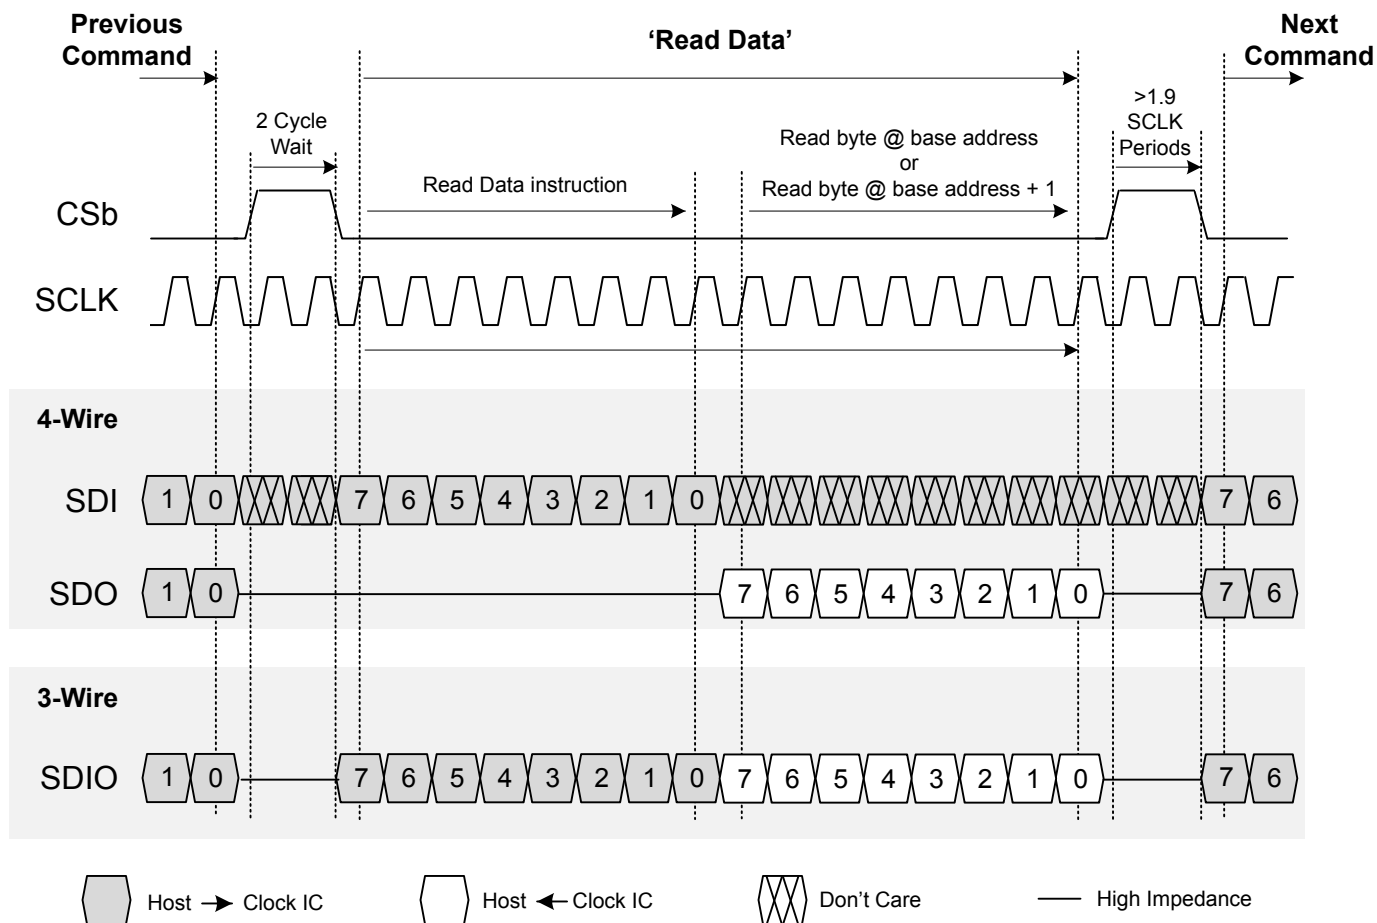 Previous
Command
‘Read Data’
Next
Command
2 Cycle
Wait
>1.9
SCLK
Periods
Read Data instruction
Read byte @ base address
or
Read byte @ base address + 1
CSb
SCLK
4-Wire
SDI 1 0 7 6 5 4 3 2 1 0 7 6
SDO 1 0 7 6 5 4 3 2 1 0 7 6
3-Wire
SDIO 1 0 7 6 5 4 3 2 1 0 7 6 5 4 3 2 1 0 7 6
Host Clock IC
Host Clock IC
Don’t Care
High Impedance